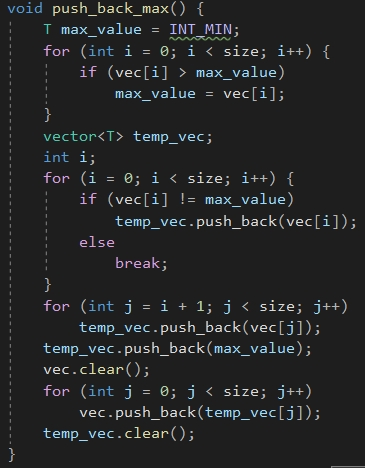 void push_back_max() {
    T max_value = INT_MIN;
    for (int i = 0; i < size; i++) {
        if (vec[i] > max_value)
            max_value = vec[i];
    }
    vector<T> temp_vec;
    int i;
    for (i = 0; i < size; i++) {
        if (vec[i] != max_value)
            temp_vec.push_back(vec[i]);
        else
            break;
    }
    for (int j = i + 1; j < size; j++)
        temp_vec.push_back(vec[j]);
    temp_vec.push_back(max_value);
    vec.clear();
    for (int j = 0; j < size; j++)
        vec.push_back(temp_vec[j]);
    temp_vec.clear();
}